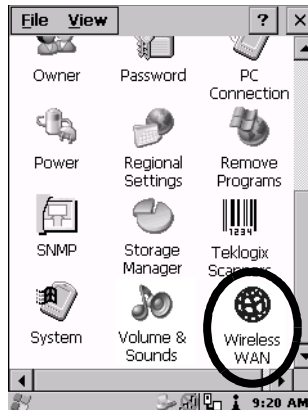 File View ? ×
Owner
Password
PC
Connection
Power
Regional
Settings
Remove
Programs
1234
SNMP
Storage
Manager
Teklogix
Scanners
System
Volume &
Sounds
Wireless
WAN
9:20 AM